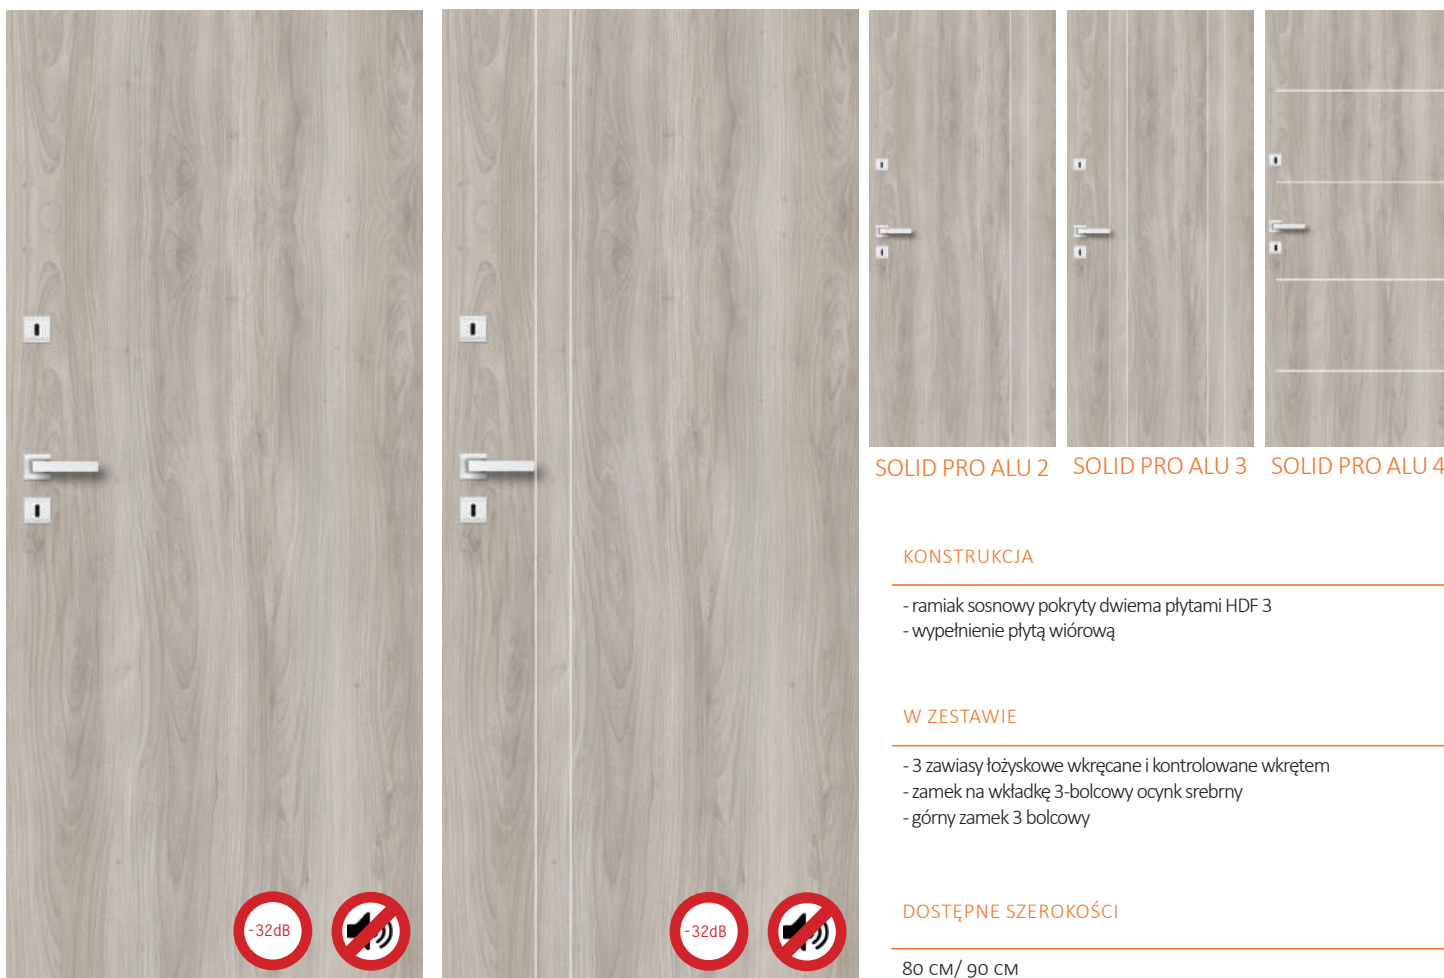 -32dB
-32dB
SOLID PRO ALU 2
SOLID PRO ALU 3
SOLID PRO ALU 4
KONSTRUKCJA
- ramiak sosnowy pokryty dwiema płytami HDF 3
- wypełnienie płytą wiórową
W ZESTAWIE
- 3 zawiasy łożyskowe wkręcane i kontrolowane wkrętem
- zamek na wkładkę 3-bolcowy ocynk srebrny
- górny zamek 3 bolcowy
DOSTĘPNE SZEROKOŚCI
80 CM/ 90 CM